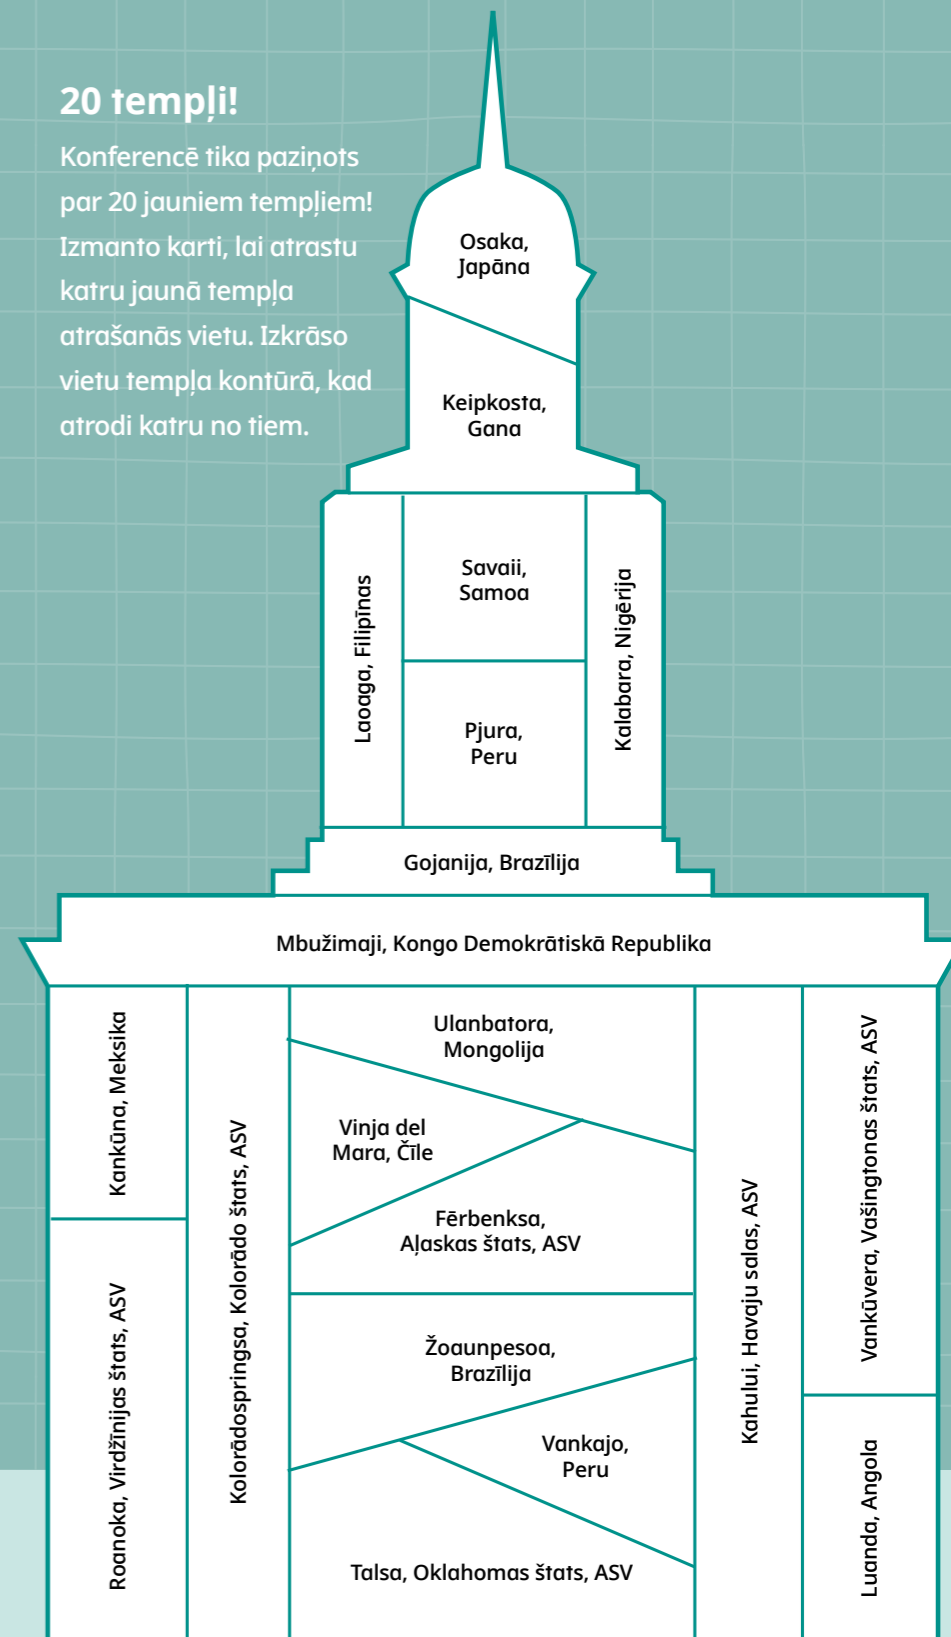 20 tempļi!
Konferencē tika paziņots
par 20 jauniem tempļiem!
Izmanto karti, lai atrastu
katru jaunā tempļa
atrašanās vietu. Izkrāso
vietu tempļa kontūrā, kad
atrodi katru no tiem.
Osaka,
Japāna
Keipkosta,
Gana
Laoaga, Filipīnas
Savaii,
Samoa
Kalabara, Nigērija
Pjura,
Peru
Gojanija, Brazīlija
Mbužimaji, Kongo Demokrātiskā Republika
Kankūna, Meksika
Roanoka, Virdžīnijas štats, ASV
Kolorādospringsa, Kolorādo štats, ASV
Ulanbatora,
Mongolija
Vinja del
Mara, Čīle
Fērbenksa,
Aļaskas štats, ASV
Žoaunpesoa,
Brazīlija
Vankajo,
Peru
Talsa, Oklahomas štats, ASV
Kahului, Havaju salas, ASV
Vankūvera, Vašingtonas štats, ASV
Luanda, Angola